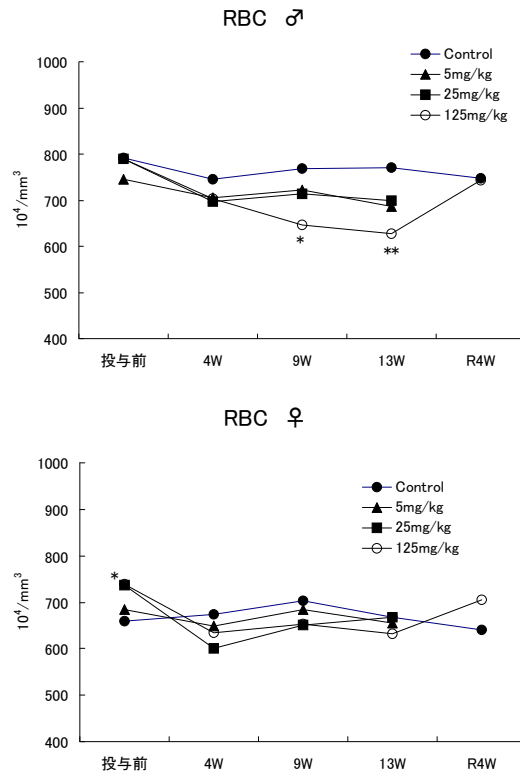 RBC ♂
Control
5mg/kg
25mg/kg
125mg/kg
1000
900
800
700
600
500
400
10⁴/mm³
*
**
投与前 4W 9W 13W R4W
RBC ♀
Control
5mg/kg
25mg/kg
125mg/kg
1000
900
800
700
600
500
400
10⁴/mm³
*
投与前 4W 9W 13W R4W